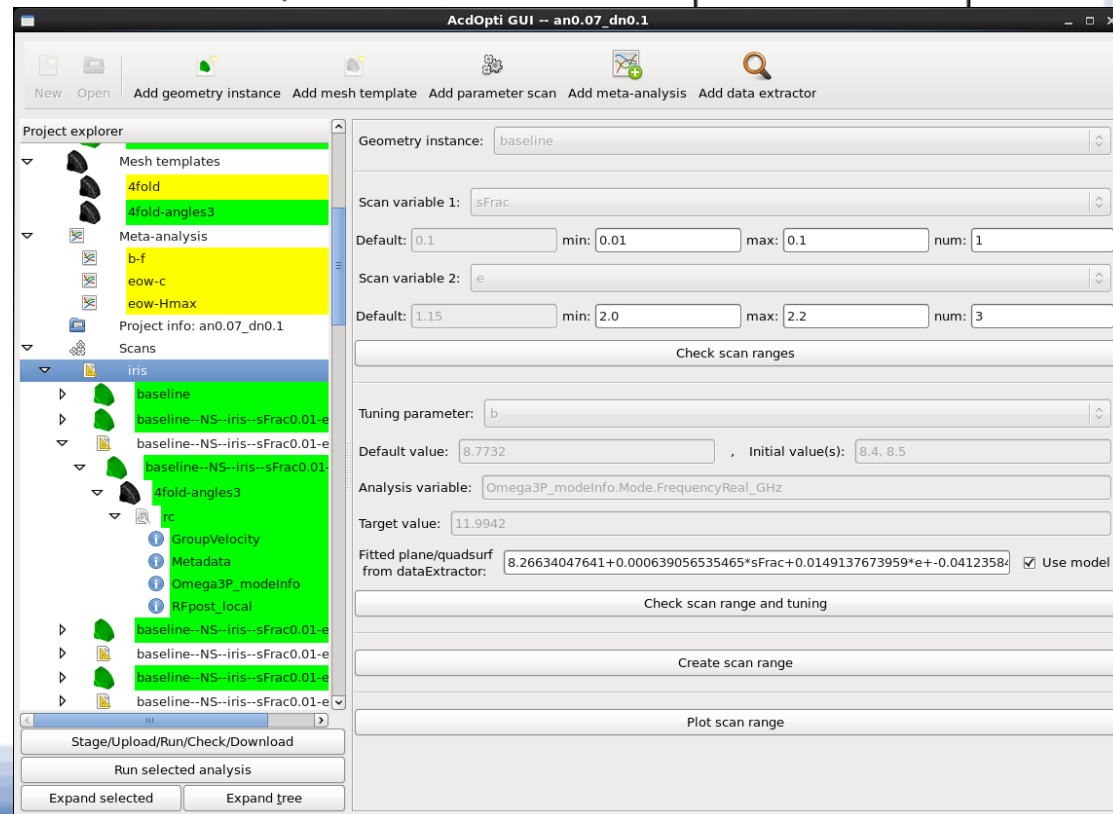 AcdOpti GUI -- an0.07_dn0.1
New Open Add geometry instance Add mesh template Add parameter scan Add meta-analysis Add data extractor
Project explorer
Mesh templates
4fold
4fold-angles3
Meta-analysis
b-f
eow-c
eow-Hmax
Project info: an0.07_dn0.1
Scans
iris
baseline
baseline--NS--iris--sFrac0.01-e
baseline--NS--iris--sFrac0.01-e
baseline--NS--iris--sFrac0.01-
4fold-angles3
rc
GroupVelocity
Metadata
Omega3P_modeInfo
RFpost_local
baseline--NS--iris--sFrac0.01-e
baseline--NS--iris--sFrac0.01-e
baseline--NS--iris--sFrac0.01-e
baseline--NS--iris--sFrac0.01-e
Stage/Upload/Run/Check/Download
Run selected analysis
Expand selected Expand tree
Geometry instance: baseline
Scan variable 1: sFrac
Default: 0.1 min: 0.01 max: 0.1 num: 1
Scan variable 2: e
Default: 1.15 min: 2.0 max: 2.2 num: 3
Check scan ranges
Tuning parameter: b
Default value: 8.7732 , Initial value(s): 8.4, 8.5
Analysis variable: Omega3P_modeInfo.Mode.FrequencyReal_GHz
Target value: 11.9942
Fitted plane/quadsurf
from dataExtractor: 8.26634047641+0.000639056535465*sFrac+0.0149137673959*e+-0.04123584 Use model
Check scan range and tuning
Create scan range
Plot scan range